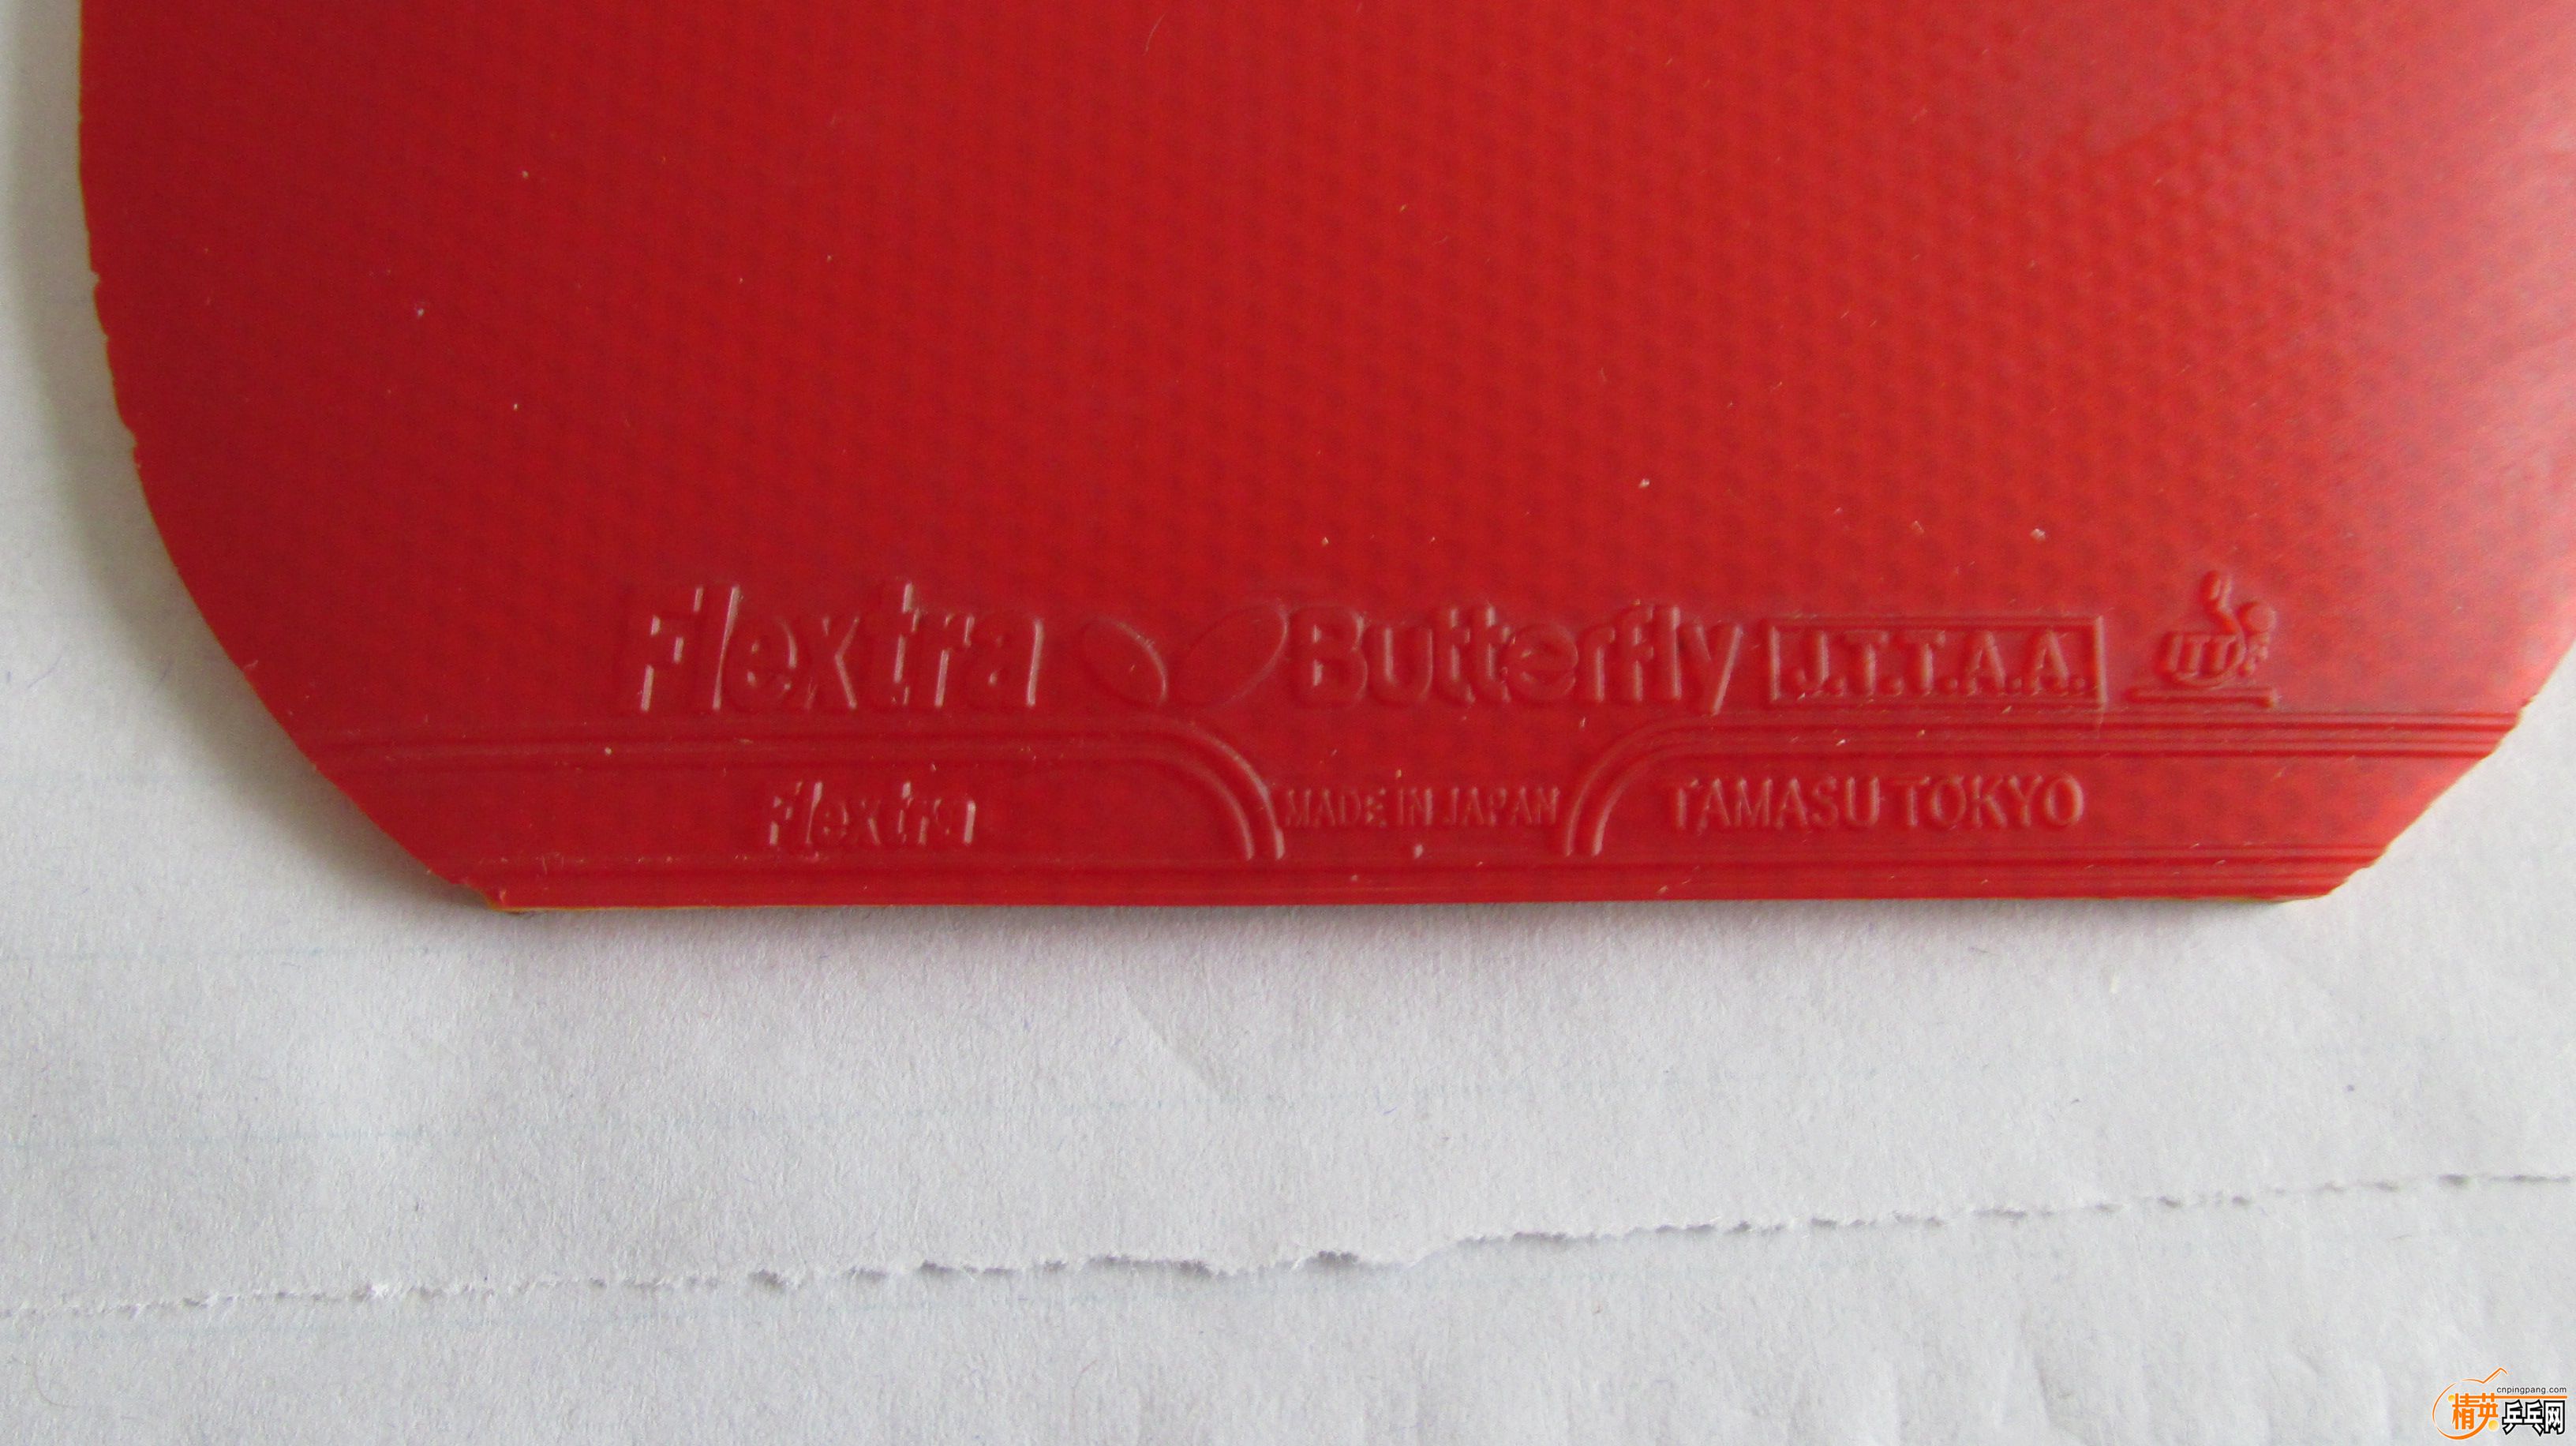 Flextra Butterfly J.T.T.A.A. ITTF
Flextra MADE IN JAPAN TAMASU TOKYO
cnpingpang.com
精英乒乓网